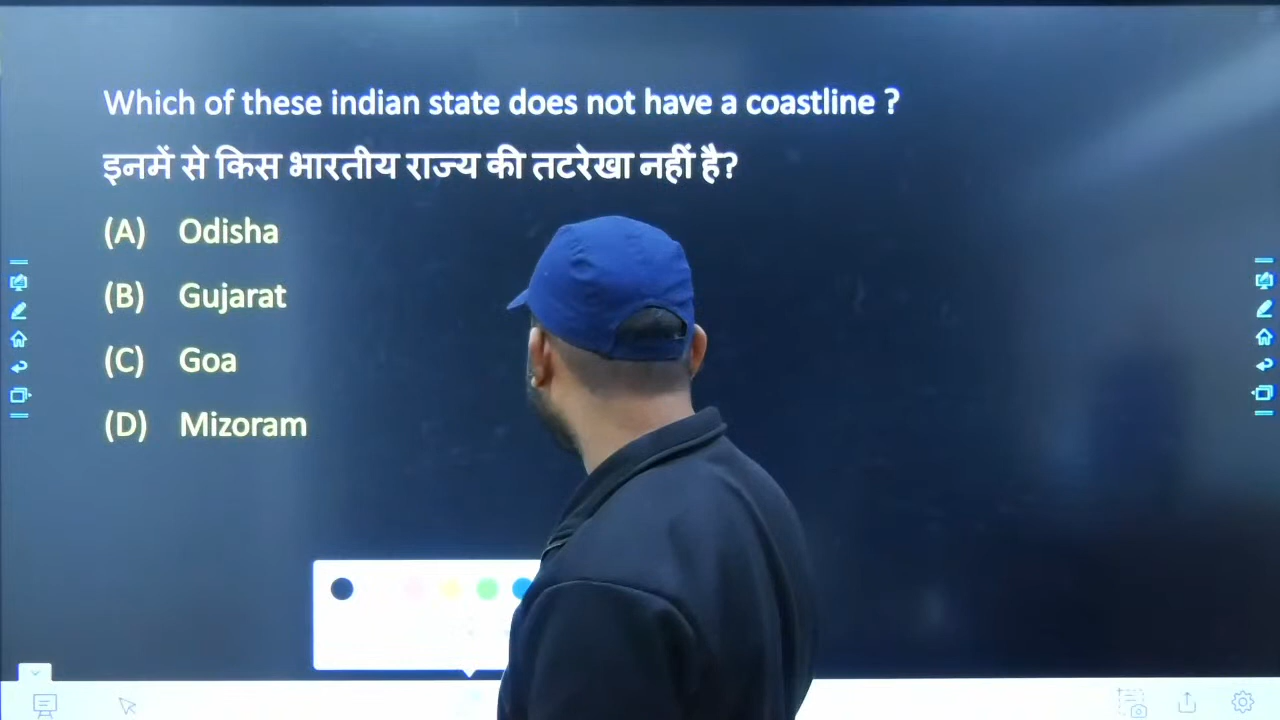 Which of these indian state does not have a coastline ?
इनमें से किस भारतीय राज्य की तटरेखा नहीं है?
(A) Odisha
(B) Gujarat
(C) Goa
(D) Mizoram